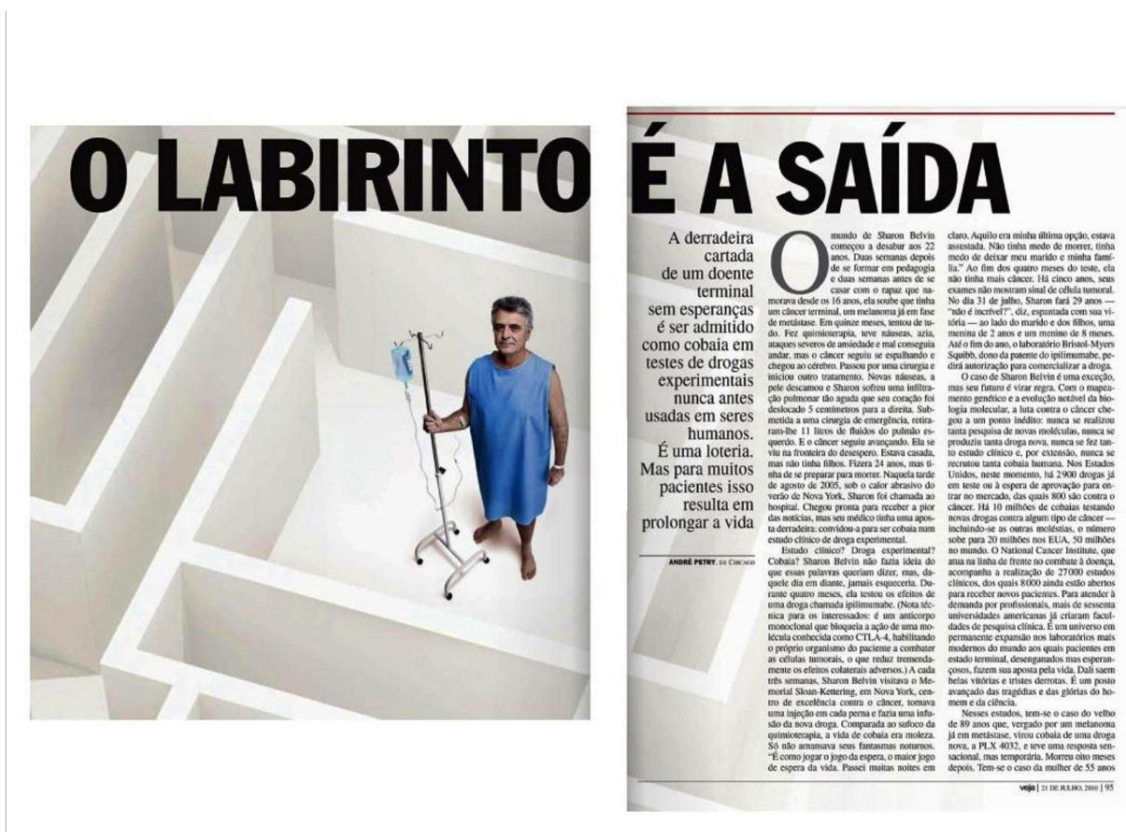 O LABIRINTO É A SAÍDA
A derradeira
cartada
de um doente
terminal
sem esperanças
é ser admitido
como cobaia em
testes de drogas
experimentais
nunca antes
usadas em seres
humanos.
É uma loteria.
Mas para muitos
pacientes isso
resulta em
prolongar a vida
ANDRÉ PETRY, DE CHICAGO
O mundo de Sharon Belvin
começou a desabar aos 22
anos. Duas semanas depois
de se formar em pedagogia
e duas semanas antes de se
casar com o rapaz que na-
morava desde os 16 anos, ela soube que tinha
um câncer terminal, um melanoma já em fase
de metástase. Em quinze meses, tentou de tu-
do. Fez quimioterapia, teve náuseas, azia,
ataques severos de ansiedade e mal conseguia
andar, mas o câncer seguiu se espalhando e
chegou ao cérebro. Passou por uma cirurgia e
iniciou outro tratamento. Novas náuseas, a
pele descamou e Sharon sofreu uma infiltra-
ção pulmonar tão aguda que seu coração foi
deslocado 5 centímetros para a direita. Sub-
metida a uma cirurgia de emergência, retira-
ram-lhe 11 litros de fluidos do pulmão es-
querdo. E o câncer seguiu avançando. Ela se
viu na fronteira do desespero. Estava casada,
mas não tinha filhos. Fizera 24 anos, mas ti-
nha de se preparar para morrer. Naquela tarde
de agosto de 2005, sob o calor abrasivo do
verão de Nova York, Sharon foi chamada ao
hospital. Chegou pronta para receber a pior
das notícias, mas seu médico tinha uma apos-
ta derradeira: convidou-a para ser cobaia num
estudo clínico de droga experimental.
Estudo clínico? Droga experimental?
Cobaia? Sharon Belvin não fazia ideia do
que essas palavras queriam dizer, mas, da-
quele dia em diante, jamais esqueceria. Du-
rante quatro meses, ela testou os efeitos de
uma droga chamada ipilimumabe. (Nota téc-
nica para os interessados: é um anticorpo
monoclonal que bloqueia a ação de uma mo-
lécula conhecida como CTLA-4, habilitando
o próprio organismo do paciente a combater
as células tumorais, o que reduz tremenda-
mente os efeitos colaterais adversos.) A cada
três semanas, Sharon Belvin visitava o Me-
morial Sloan-Kettering, em Nova York, cen-
tro de excelência contra o câncer, tomava
uma injeção em cada perna e fazia uma infu-
são da nova droga. Comparada ao sufoco da
quimioterapia, a vida de cobaia era moleza.
Só não amansava seus fantasmas noturnos.
"É como jogar o jogo da espera, o maior jogo
de espera da vida. Passei muitas noites em
claro. Aquilo era minha última opção, estava
assustada. Não tinha medo de morrer, tinha
medo de deixar meu marido e minha famí-
lia." Ao fim dos quatro meses do teste, ela
não tinha mais câncer. Há cinco anos, seus
exames não mostram sinal de célula tumoral.
No dia 31 de julho, Sharon fará 29 anos —
"não é incrível?", diz, espantada com sua vi-
tória — ao lado do marido e dos filhos, uma
menina de 2 anos e um menino de 8 meses.
Até o fim do ano, o laboratório Bristol-Myers
Squibb, dono da patente do ipilimumabe, pe-
dirá autorização para comercializar a droga.
O caso de Sharon Belvin é uma exceção,
mas seu futuro é virar regra. Com o mapea-
mento genético e a evolução notável da bio-
logia molecular, a luta contra o câncer che-
gou a um ponto inédito: nunca se realizou
tanta pesquisa de novas moléculas, nunca se
produziu tanta droga nova, nunca se fez tan-
to estudo clínico e, por extensão, nunca se
recrutou tanta cobaia humana. Nos Estados
Unidos, neste momento, há 2 900 drogas já
em teste ou à espera de aprovação para en-
trar no mercado, das quais 800 são contra o
câncer. Há 10 milhões de cobaias testando
novas drogas contra algum tipo de câncer —
incluindo-se as outras moléstias, o número
sobe para 20 milhões nos EUA, 50 milhões
no mundo. O National Cancer Institute, que
atua na linha de frente no combate à doença,
acompanha a realização de 27 000 estudos
clínicos, dos quais 8 000 ainda estão abertos
para receber novos pacientes. Para atender à
demanda por profissionais, mais de sessenta
universidades americanas já criaram facul-
dades de pesquisa clínica. É um universo em
permanente expansão nos laboratórios mais
modernos do mundo aos quais pacientes em
estado terminal, desenganados mas esperan-
çosos, fazem sua aposta pela vida. Dali saem
belas vitórias e tristes derrotas. É um posto
avançado das tragédias e das glórias do ho-
mem e da ciência.
Nesses estudos, tem-se o caso do velho
de 89 anos que, vergado por um melanoma
já em metástase, virou cobaia de uma droga
nova, a PLX 4032, e teve uma resposta sen-
sacional, mas temporária. Morreu oito meses
depois. Tem-se o caso da mulher de 55 anos
veja | 21 DE JULHO, 2010 | 95